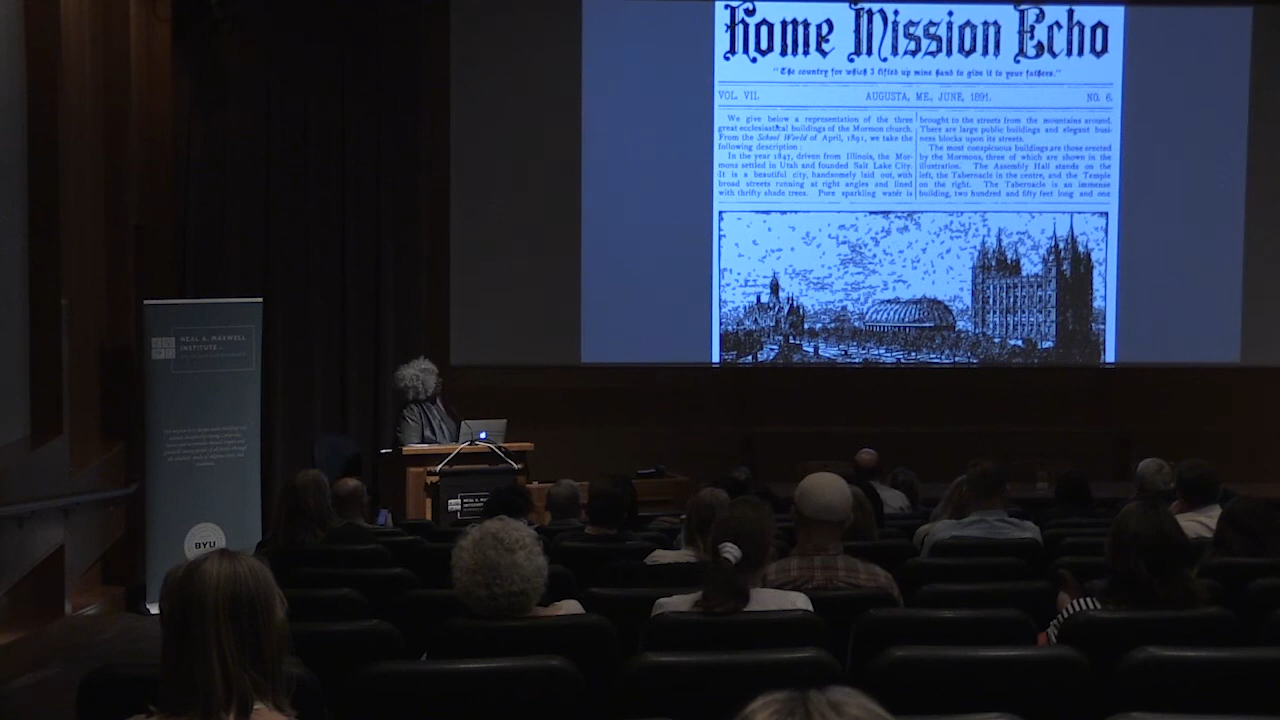 Home Mission Echo
"The country for which I lifted up mine hand to give it to your fathers."
VOL. VII. AUGUSTA, ME., JUNE, 1891. NO. 6.
We give below a representation of the three
great ecclesiastical buildings of the Mormon church.
From the School World of April, 1891, we take the
following description :
In the year 1847, driven from Illinois, the Mor-
mons settled in Utah and founded Salt Lake City.
It is a beautiful city, handsomely laid out, with
broad streets running at right angles and lined
with thrifty shade trees. Pure sparkling water is
brought to the streets from the mountains around.
There are large public buildings and elegant busi-
ness blocks upon its streets.
The most conspicuous buildings are those erected
by the Mormons, three of which are shown in the
illustration. The Assembly Hall stands on the
left, the Tabernacle in the centre, and the Temple
on the right. The Tabernacle is an immense
building, two hundred and fifty feet long and one
NEAL A. MAXWELL
INSTITUTE
BYU